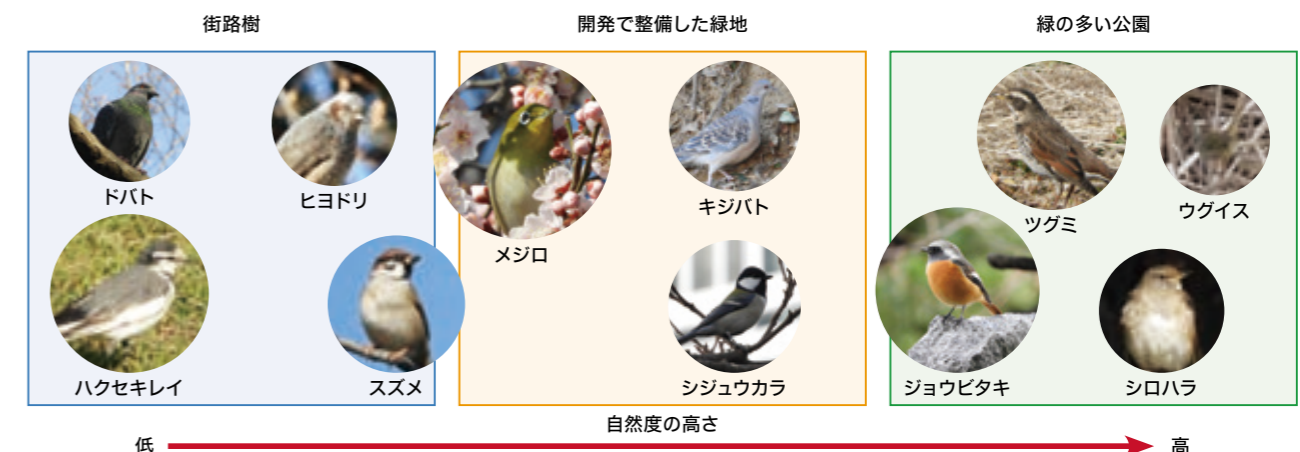 街路樹
開発で整備した緑地
緑の多い公園
ドバト
ヒヨドリ
ハクセキレイ
スズメ
メジロ
キジバト
シジュウカラ
ツグミ
ウグイス
ジョウビタキ
シロハラ
自然度の高さ
低
高